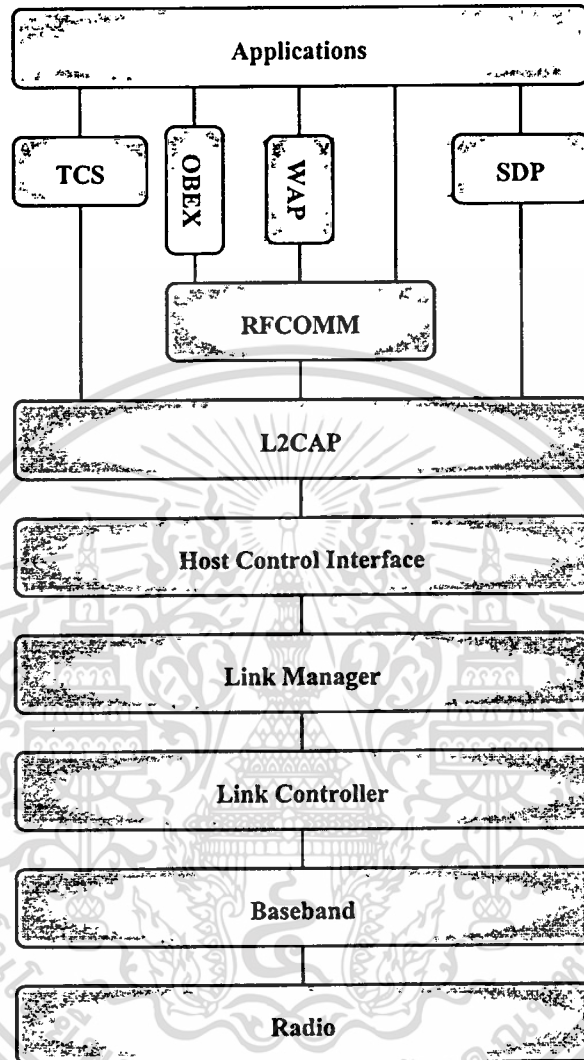 Applications
TCS
OBEX
WAP
SDP
RFCOMM
L2CAP
Host Control Interface
Link Manager
Link Controller
Baseband
Radio